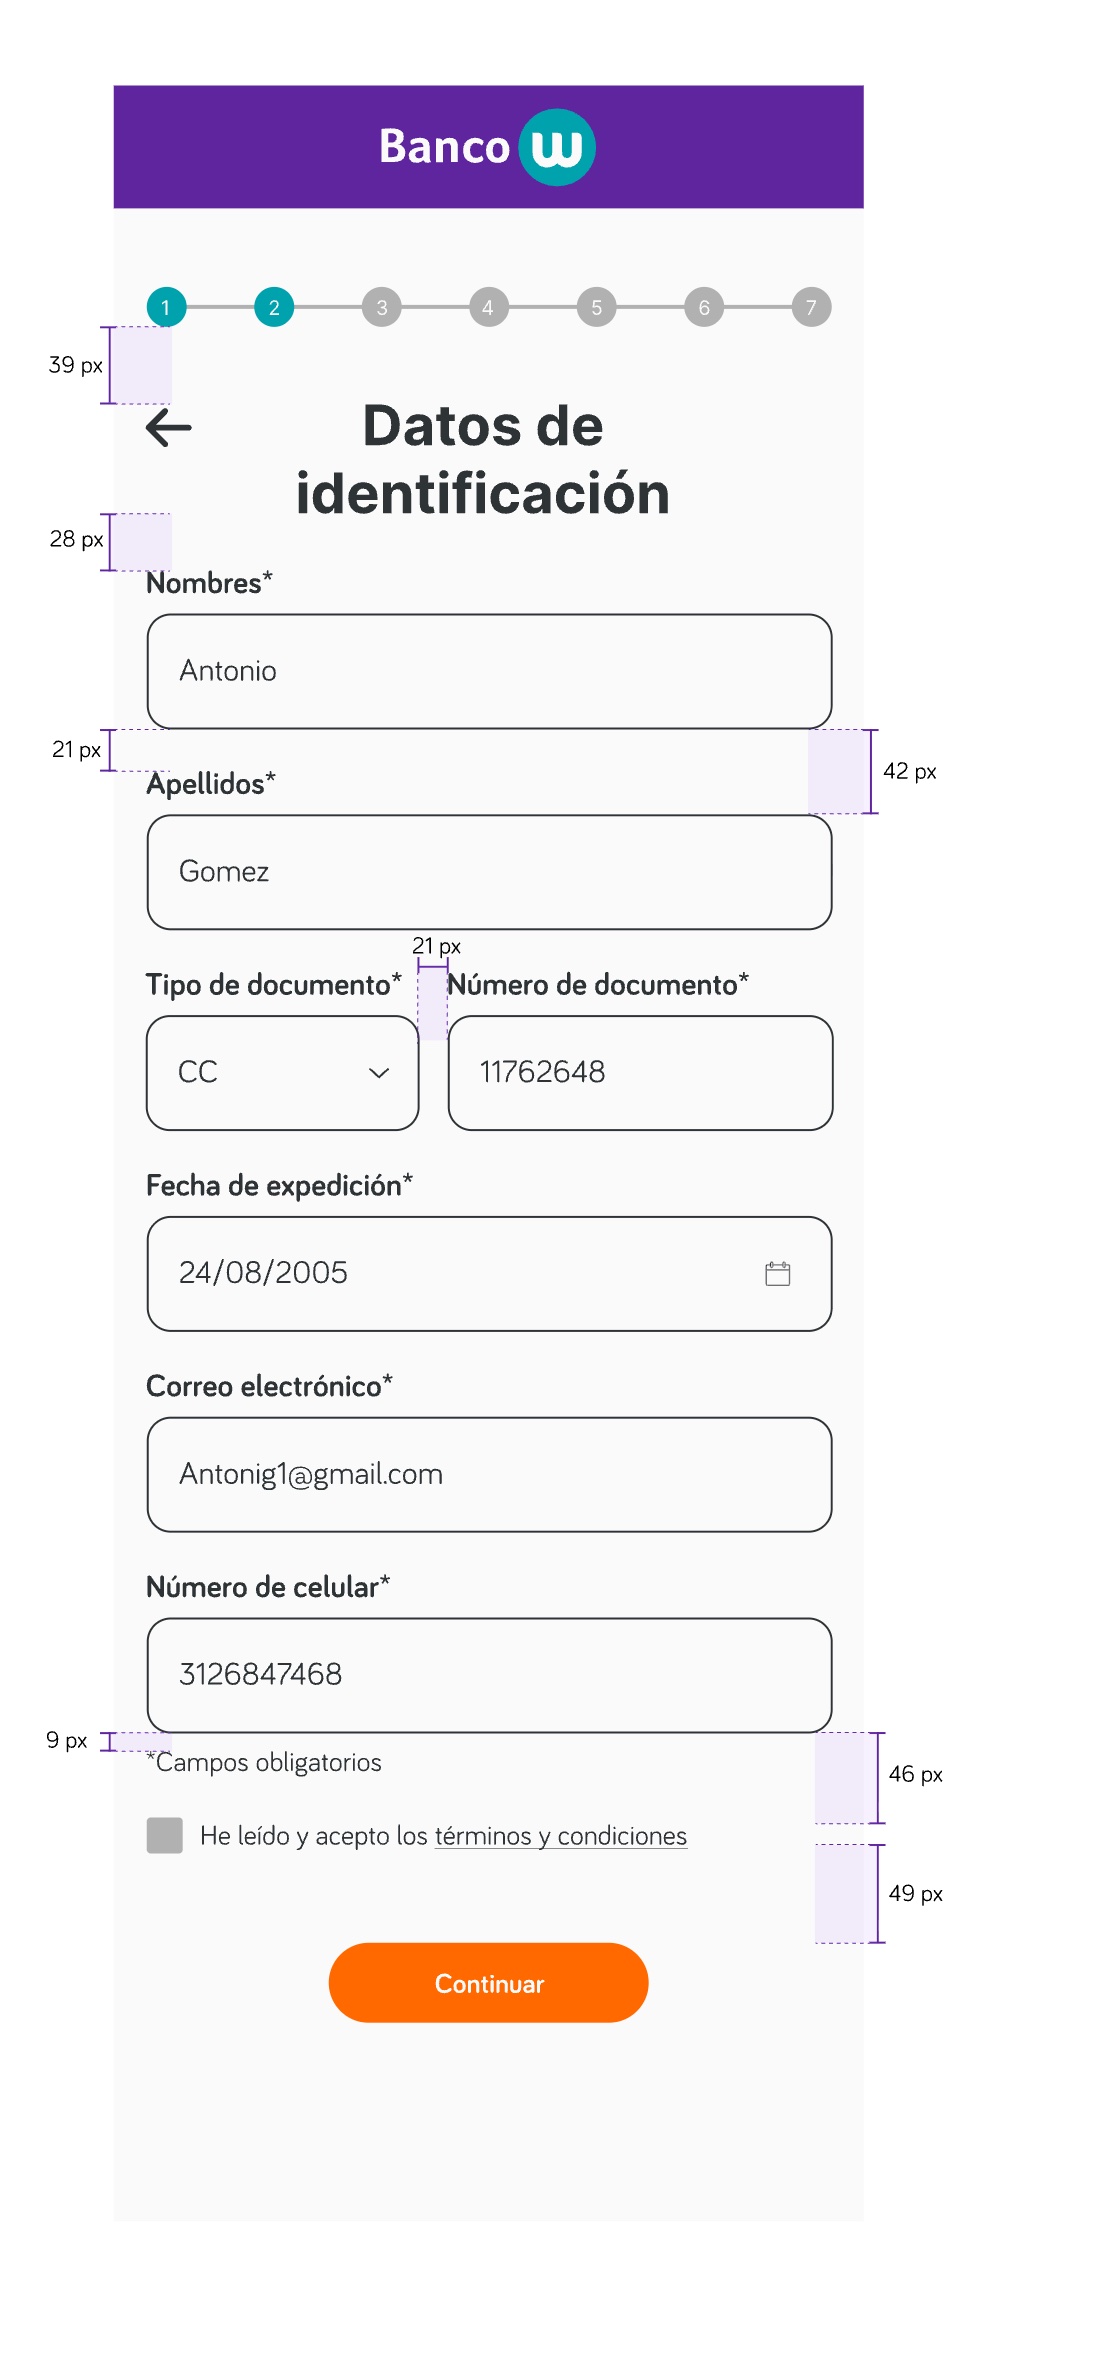 Banco W
1 2 3 4 5 6 7
39 px
Datos de
identificación
28 px
Nombres*
Antonio
21 px
42 px
Apellidos*
Gomez
21 px
Tipo de documento* Número de documento*
CC 11762648
Fecha de expedición*
24/08/2005
Correo electrónico*
Antonig1@gmail.com
Número de celular*
3126847468
9 px
*Campos obligatorios
46 px
He leído y acepto los términos y condiciones
49 px
Continuar